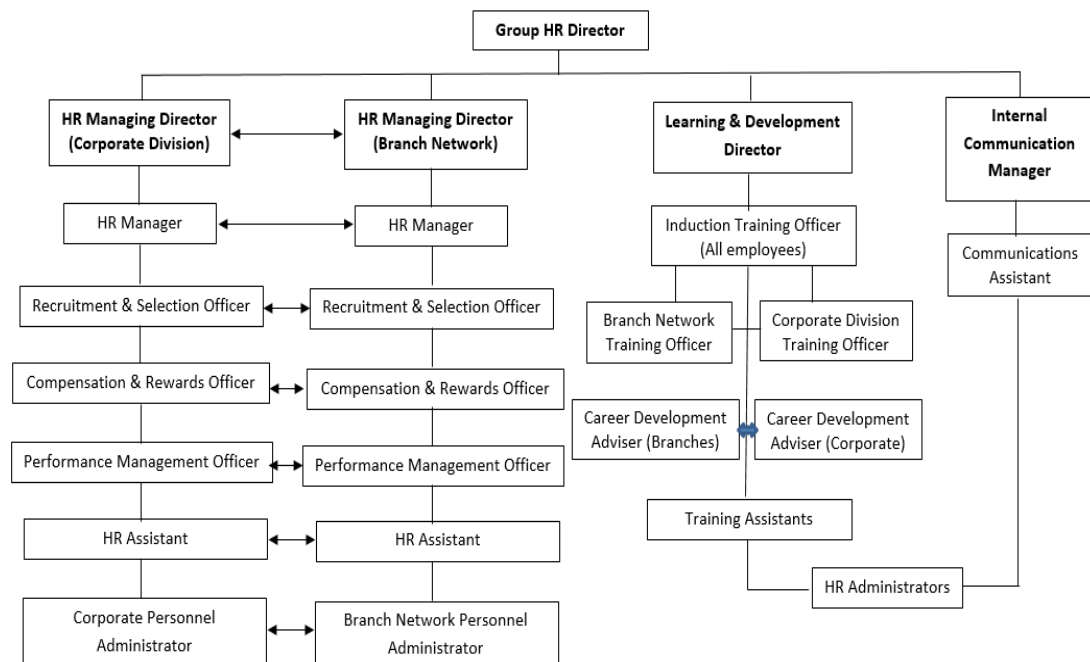 Group HR Director
HR Managing Director
(Corporate Division)
HR Managing Director
(Branch Network)
Learning & Development
Director
Internal
Communication
Manager
HR Manager
HR Manager
Induction Training Officer
(All employees)
Communications
Assistant
Recruitment & Selection Officer
Recruitment & Selection Officer
Branch Network
Training Officer
Corporate Division
Training Officer
Compensation & Rewards Officer
Compensation & Rewards Officer
Career Development
Adviser (Branches)
Career Development
Adviser (Corporate)
Performance Management Officer
Performance Management Officer
Training Assistants
HR Assistant
HR Assistant
HR Administrators
Corporate Personnel
Administrator
Branch Network Personnel
Administrator